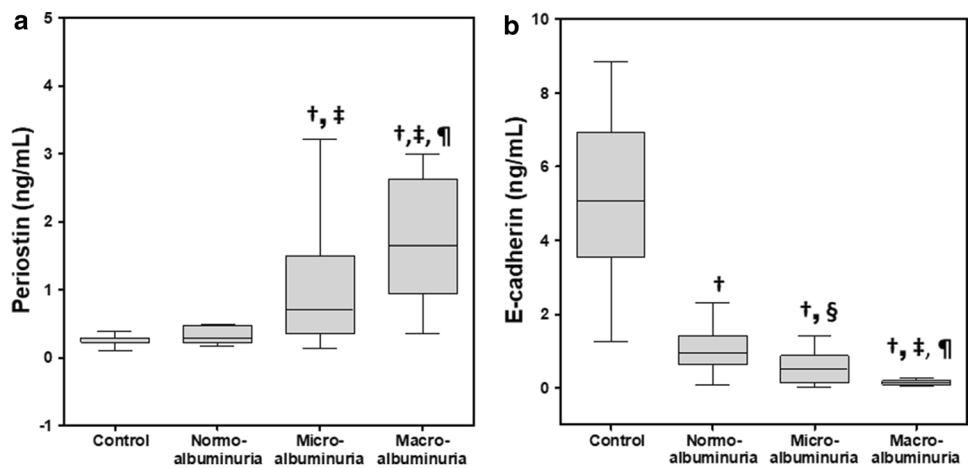 a
Periostin (ng/mL)
5
4
3
2
1
0
-1
†, ‡
†,‡, ¶
Control
Normo-
albuminuria
Micro-
albuminuria
Macro-
albuminuria
b
E-cadherin (ng/mL)
10
8
6
4
2
0
†
†, §
†, ‡, ¶
Control
Normo-
albuminuria
Micro-
albuminuria
Macro-
albuminuria